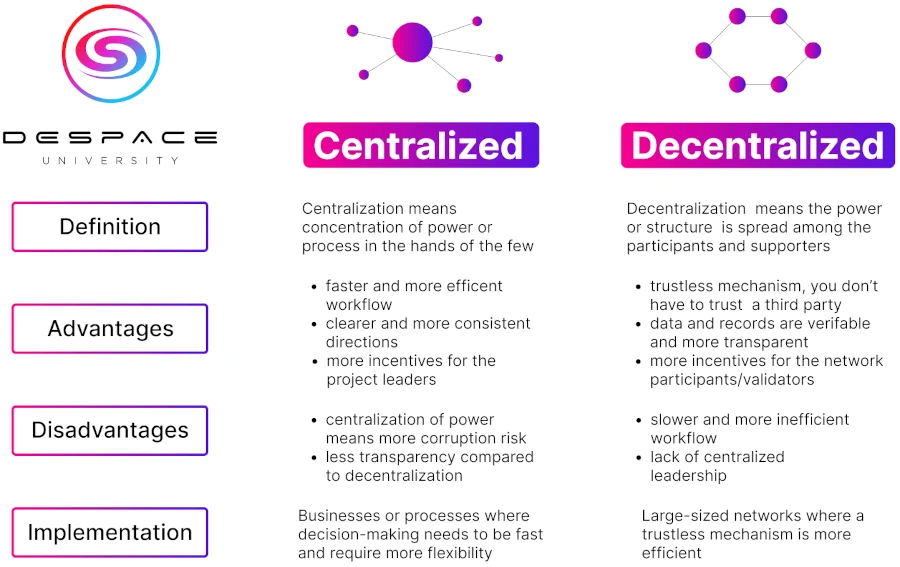 DESPACE
UNIVERSITY
Centralized
Decentralized
Definition
Centralization means
concentration of power or
process in the hands of the few
Decentralization means the power
or structure is spread among the
participants and supporters
Advantages
• faster and more efficent
workflow
• clearer and more consistent
directions
• more incentives for the
project leaders
• trustless mechanism, you don't
have to trust a third party
• data and records are verifable
and more transparent
• more incentives for the network
participants/validators
Disadvantages
• centralization of power
means more corruption risk
• less transparency compared
to decentralization
• slower and more inefficient
workflow
• lack of centralized
leadership
Implementation
Businesses or processes where
decision-making needs to be fast
and require more flexibility
Large-sized networks where a
trustless mechanism is more
efficient